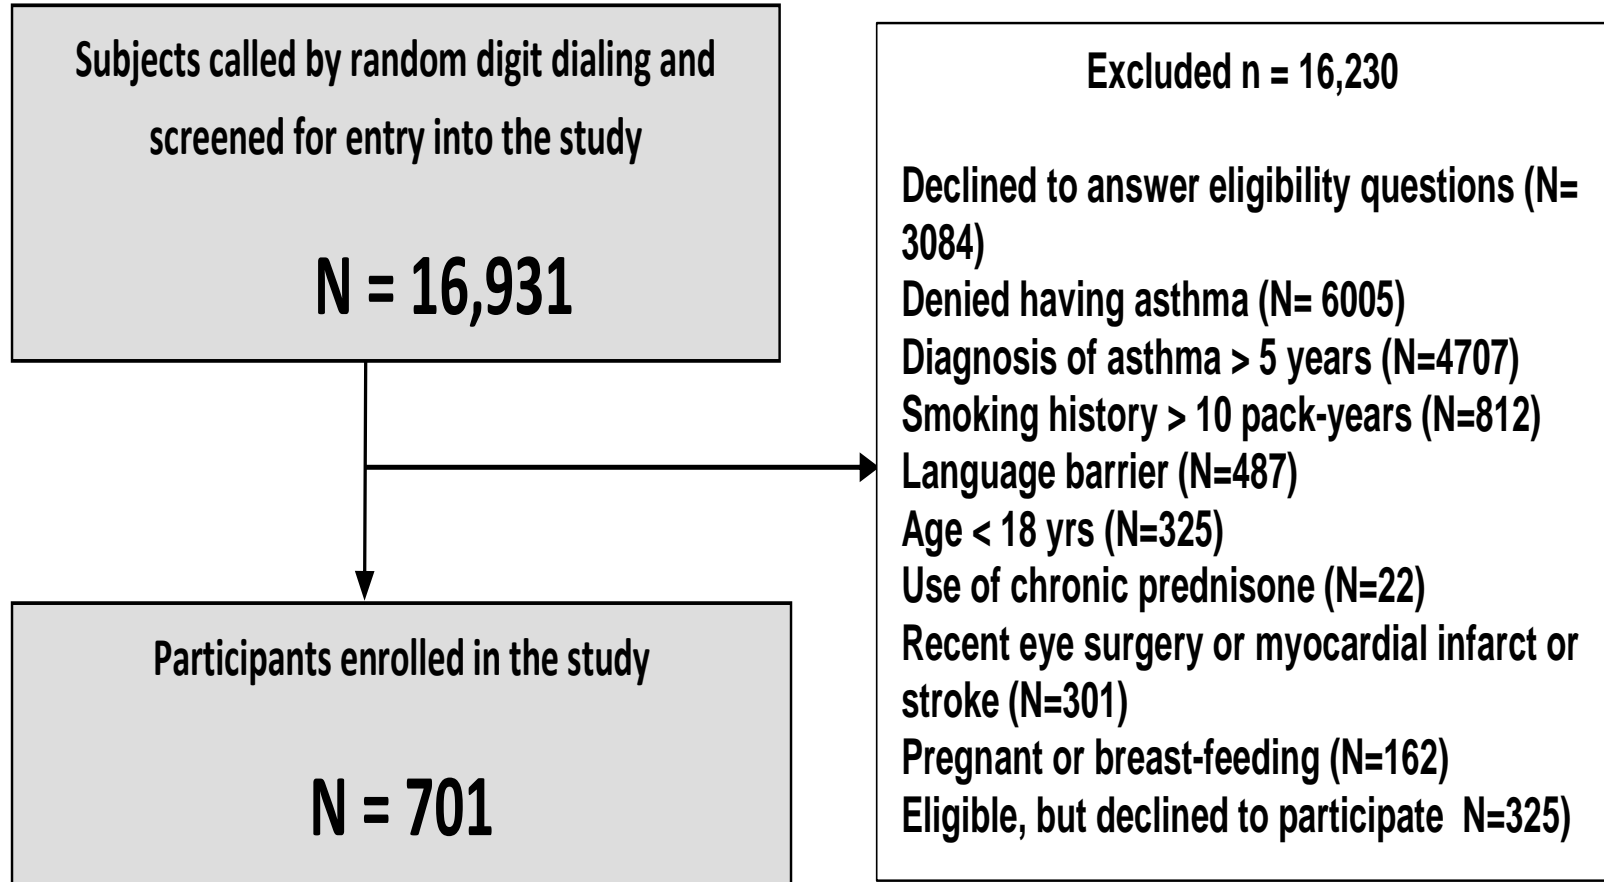 Subjects called by random digit dialing and
screened for entry into the study
N = 16,931
Participants enrolled in the study
N = 701
Excluded n = 16,230
Declined to answer eligibility questions (N=
3084)
Denied having asthma (N= 6005)
Diagnosis of asthma > 5 years (N=4707)
Smoking history > 10 pack-years (N=812)
Language barrier (N=487)
Age < 18 yrs (N=325)
Use of chronic prednisone (N=22)
Recent eye surgery or myocardial infarct or
stroke (N=301)
Pregnant or breast-feeding (N=162)
Eligible, but declined to participate  N=325)